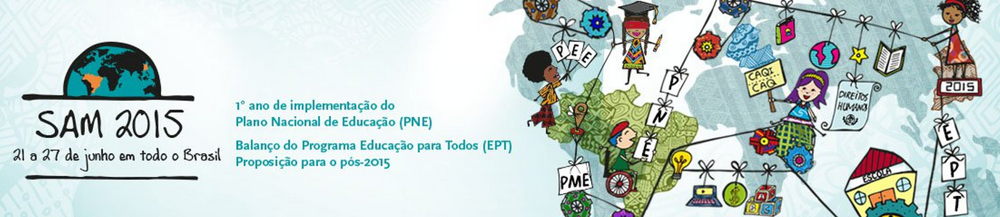 SAM 2015
21 a 27 de junho em todo o Brasil
1° ano de implementação do
Plano Nacional de Educação (PNE)
Balanço do Programa Educação para Todos (EPT)
Proposição para o pós-2015
PEE
PNE
PME
CAQI
CAQ
DIREITOS
HUMANOS
ESCOLA
2015
EPT